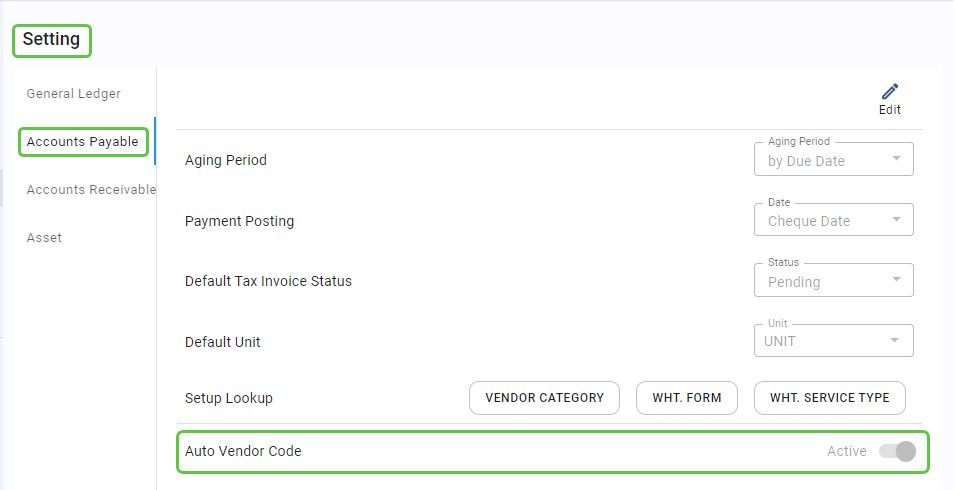 Setting
General Ledger
Accounts Payable
Accounts Receivable
Asset
Edit
Aging Period
Aging Period
by Due Date
Payment Posting
Date
Cheque Date
Default Tax Invoice Status
Status
Pending
Default Unit
Unit
UNIT
Setup Lookup
VENDOR CATEGORY
WHT. FORM
WHT. SERVICE TYPE
Auto Vendor Code
Active